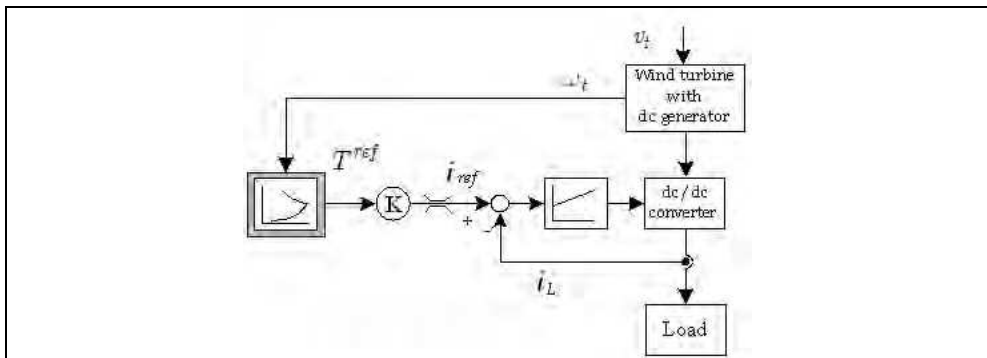 v_t
Wind turbine
with
dc generator
ω_t
T^ref
i_ref
K
+
-
dc/dc
converter
i_L
Load